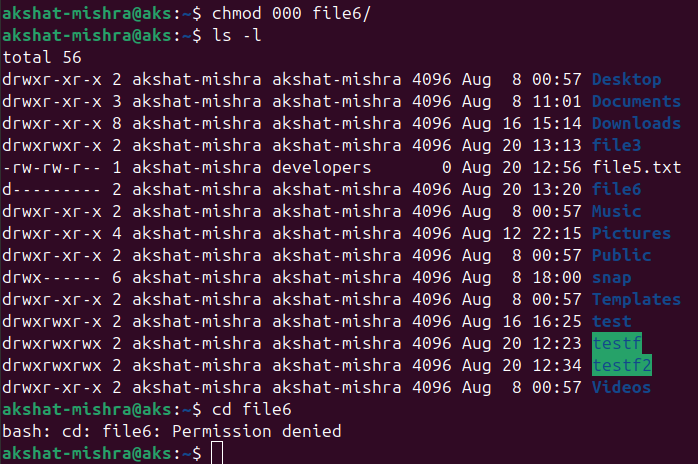 akshat-mishra@aks:~$ chmod 000 file6/
akshat-mishra@aks:~$ ls -l
total 56
drwxr-xr-x 2 akshat-mishra akshat-mishra 4096 Aug  8 00:57 Desktop
drwxr-xr-x 3 akshat-mishra akshat-mishra 4096 Aug  8 11:01 Documents
drwxr-xr-x 8 akshat-mishra akshat-mishra 4096 Aug 16 15:14 Downloads
drwxrwxr-x 2 akshat-mishra akshat-mishra 4096 Aug 20 13:13 file3
-rw-rw-r-- 1 akshat-mishra developers       0 Aug 20 12:56 file5.txt
d--------- 2 akshat-mishra akshat-mishra 4096 Aug 20 13:20 file6
drwxr-xr-x 2 akshat-mishra akshat-mishra 4096 Aug  8 00:57 Music
drwxr-xr-x 4 akshat-mishra akshat-mishra 4096 Aug 12 22:15 Pictures
drwxr-xr-x 2 akshat-mishra akshat-mishra 4096 Aug  8 00:57 Public
drwx------ 6 akshat-mishra akshat-mishra 4096 Aug  8 18:00 snap
drwxr-xr-x 2 akshat-mishra akshat-mishra 4096 Aug  8 00:57 Templates
drwxrwxr-x 2 akshat-mishra akshat-mishra 4096 Aug 16 16:25 test
drwxrwxrwx 2 akshat-mishra akshat-mishra 4096 Aug 20 12:23 testf
drwxrwxrwx 2 akshat-mishra akshat-mishra 4096 Aug 20 12:34 testf2
drwxr-xr-x 2 akshat-mishra akshat-mishra 4096 Aug  8 00:57 Videos
akshat-mishra@aks:~$ cd file6
bash: cd: file6: Permission denied
akshat-mishra@aks:~$